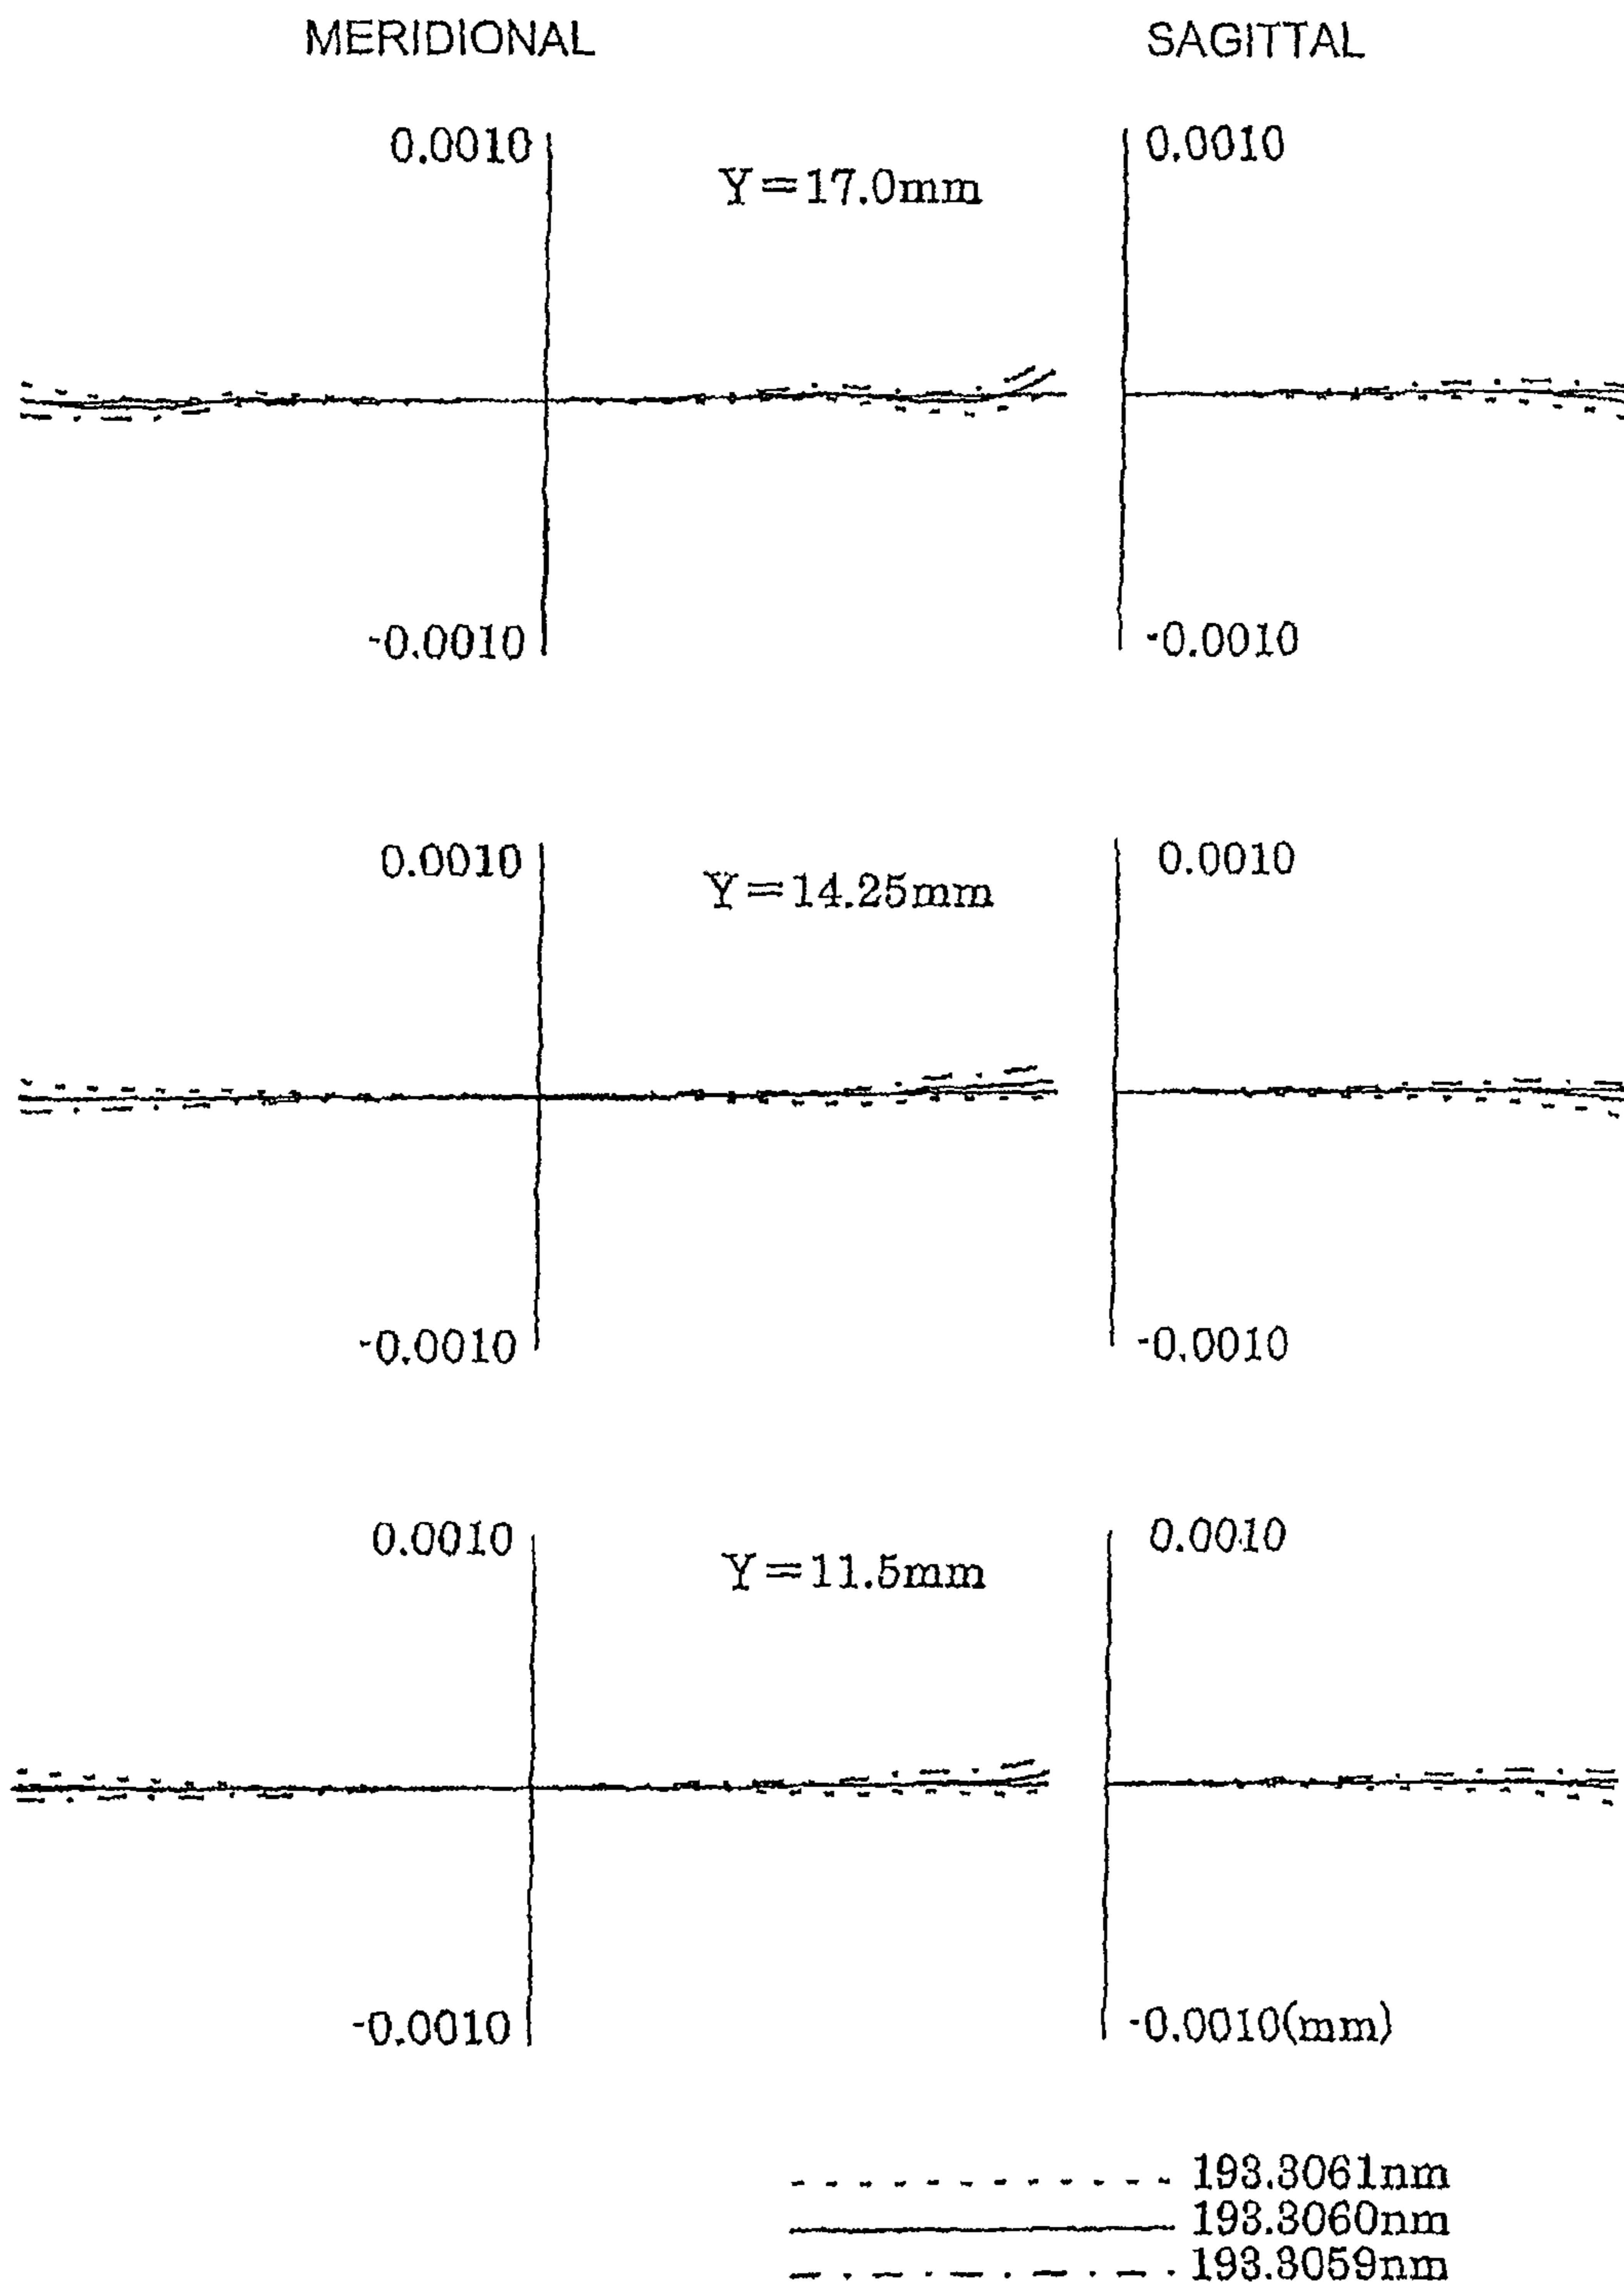 MERIDIONAL SAGITTAL
0.0010 Y=17.0mm 0.0010
-0.0010 -0.0010
0.0010 Y=14.25mm 0.0010
-0.0010 -0.0010
0.0010 Y=11.5mm 0.0010
-0.0010 -0.0010(mm)
193.3061nm
193.3060nm
193.3059nm